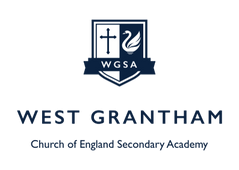 WGSA
WEST GRANTHAM
Church of England Secondary Academy